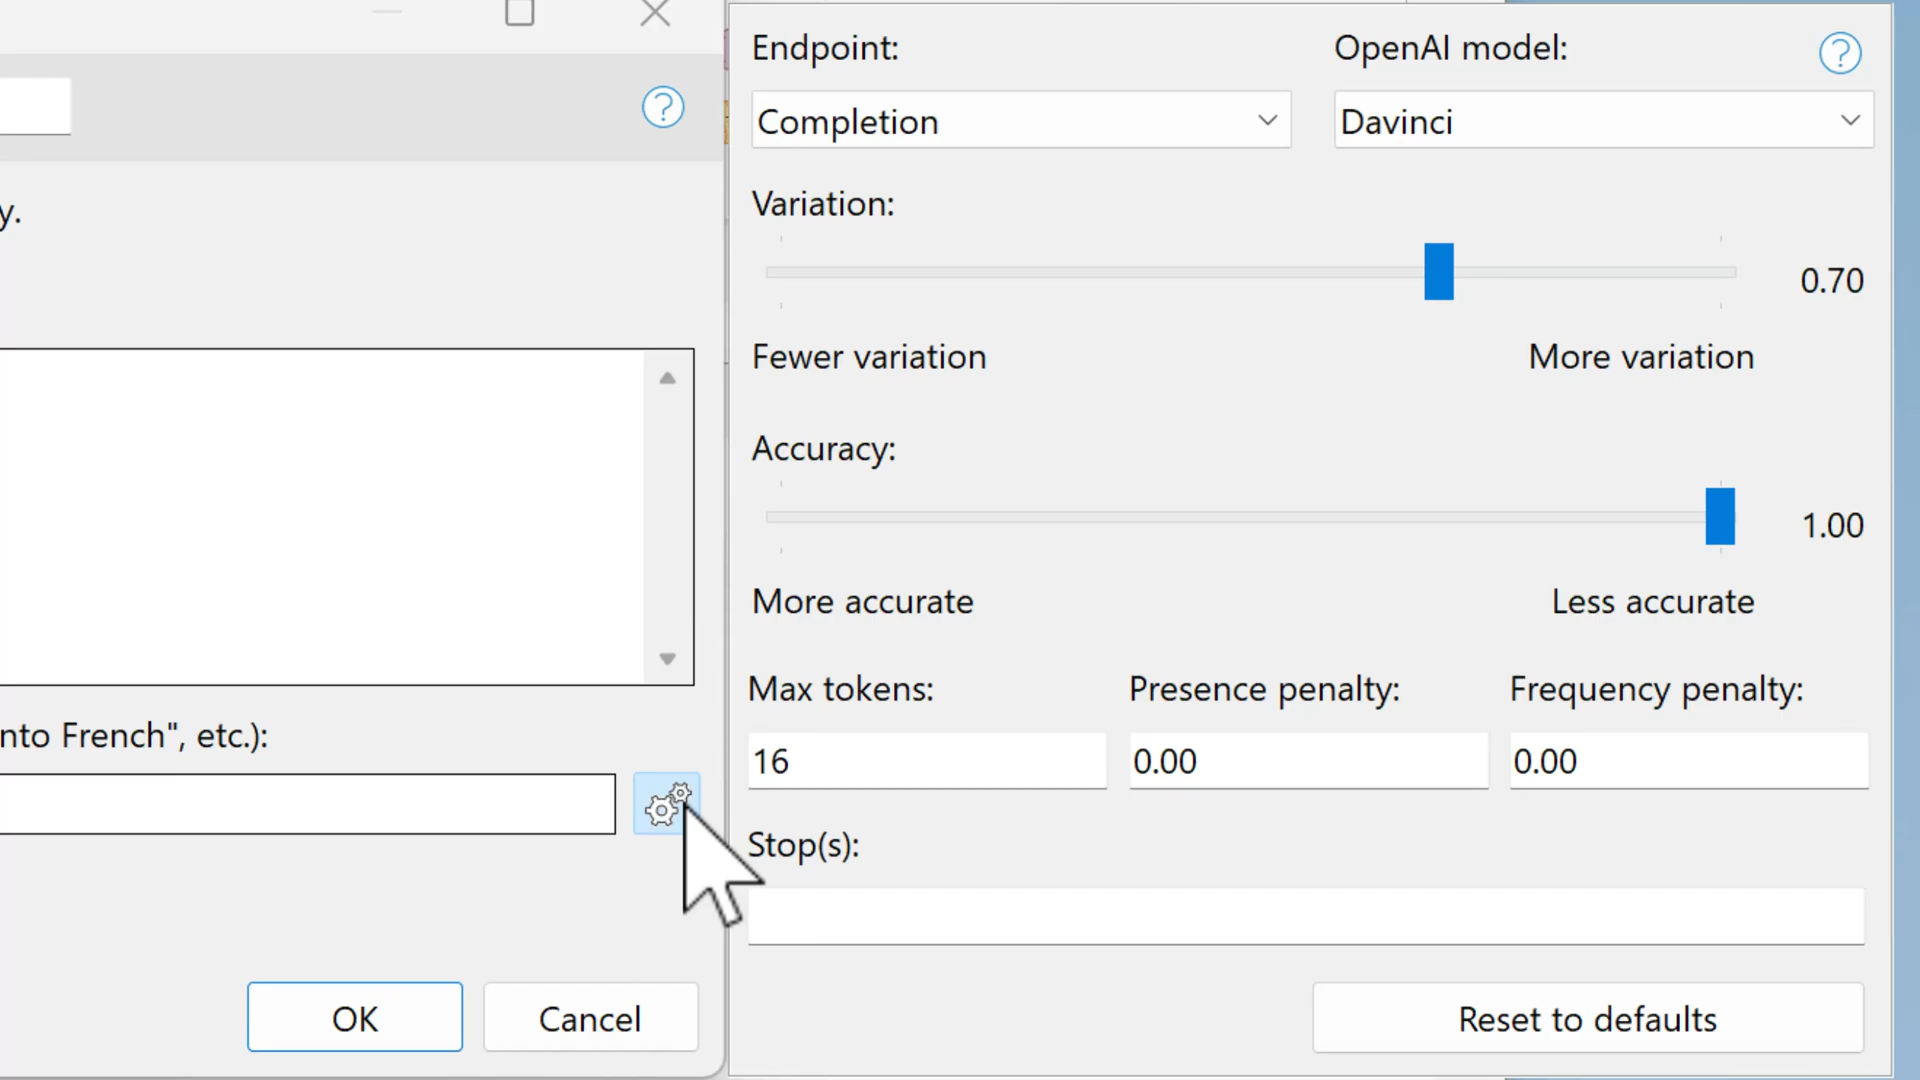 y.
nto French", etc.):
OK
Cancel
Endpoint:
OpenAI model:
Completion
Davinci
Variation:
0.70
Fewer variation
More variation
Accuracy:
1.00
More accurate
Less accurate
Max tokens:
Presence penalty:
Frequency penalty:
16
0.00
0.00
Stop(s):
Reset to defaults